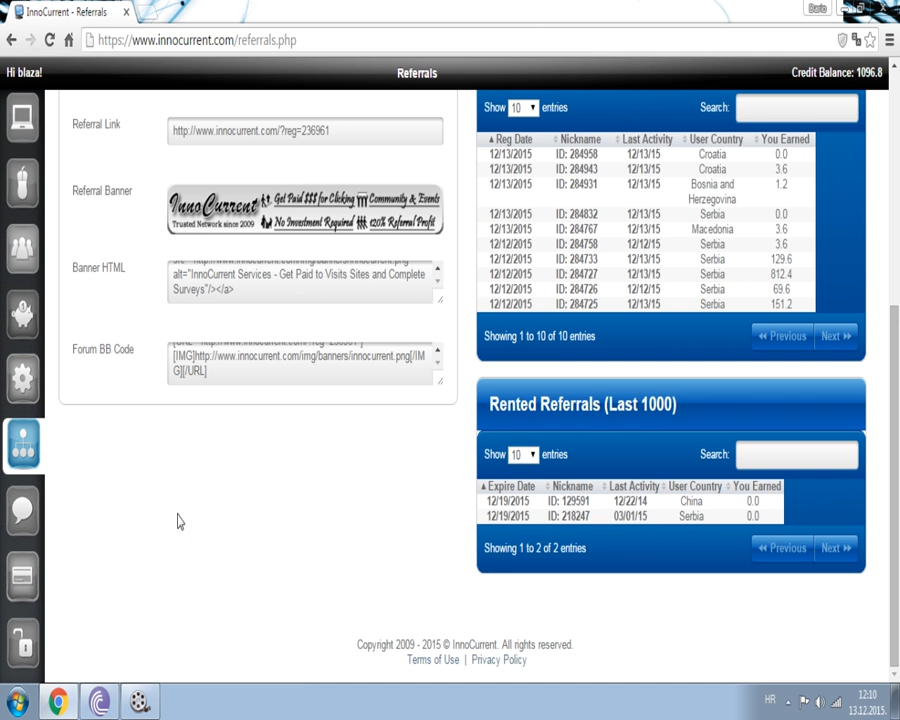 InnoCurrent - Referrals
Dario
https://www.innocurrent.com/referrals.php
Hi blaza!
Referrals
Credit Balance: 1096.8
Referral Link
http://www.innocurrent.com/?reg=236961
Referral Banner
InnoCurrent
Trusted Network since 2009
Get Paid $$$ for Clicking
Community & Events
No Investment Required
120% Referral Profit
Banner HTML
alt="InnoCurrent Services - Get Paid to Visits Sites and Complete
Surveys"/></a>
Forum BB Code
[IMG]http://www.innocurrent.com/img/banners/innocurrent.png[/IM
G][/URL]
Show 10 entries
Search:
Reg Date Nickname Last Activity User Country You Earned
12/13/2015 ID: 284958 12/13/15 Croatia 0.0
12/13/2015 ID: 284943 12/13/15 Croatia 3.6
12/13/2015 ID: 284931 12/13/15 Bosnia and 1.2
Herzegovina
12/13/2015 ID: 284832 12/13/15 Serbia 0.0
12/12/2015 ID: 284767 12/13/15 Macedonia 3.6
12/12/2015 ID: 284758 12/12/15 Serbia 3.6
12/12/2015 ID: 284733 12/13/15 Serbia 129.6
12/12/2015 ID: 284727 12/13/15 Serbia 812.4
12/12/2015 ID: 284726 12/12/15 Serbia 69.6
12/12/2015 ID: 284725 12/13/15 Serbia 151.2
Showing 1 to 10 of 10 entries
Previous Next
Rented Referrals (Last 1000)
Show 10 entries
Search:
Expire Date Nickname Last Activity User Country You Earned
12/19/2015 ID: 129591 12/22/14 China 0.0
12/19/2015 ID: 218247 03/01/15 Serbia 0.0
Showing 1 to 2 of 2 entries
Previous Next
Copyright 2009 - 2015 © InnoCurrent. All rights reserved.
Terms of Use | Privacy Policy
HR
12:10
13.12.2015.